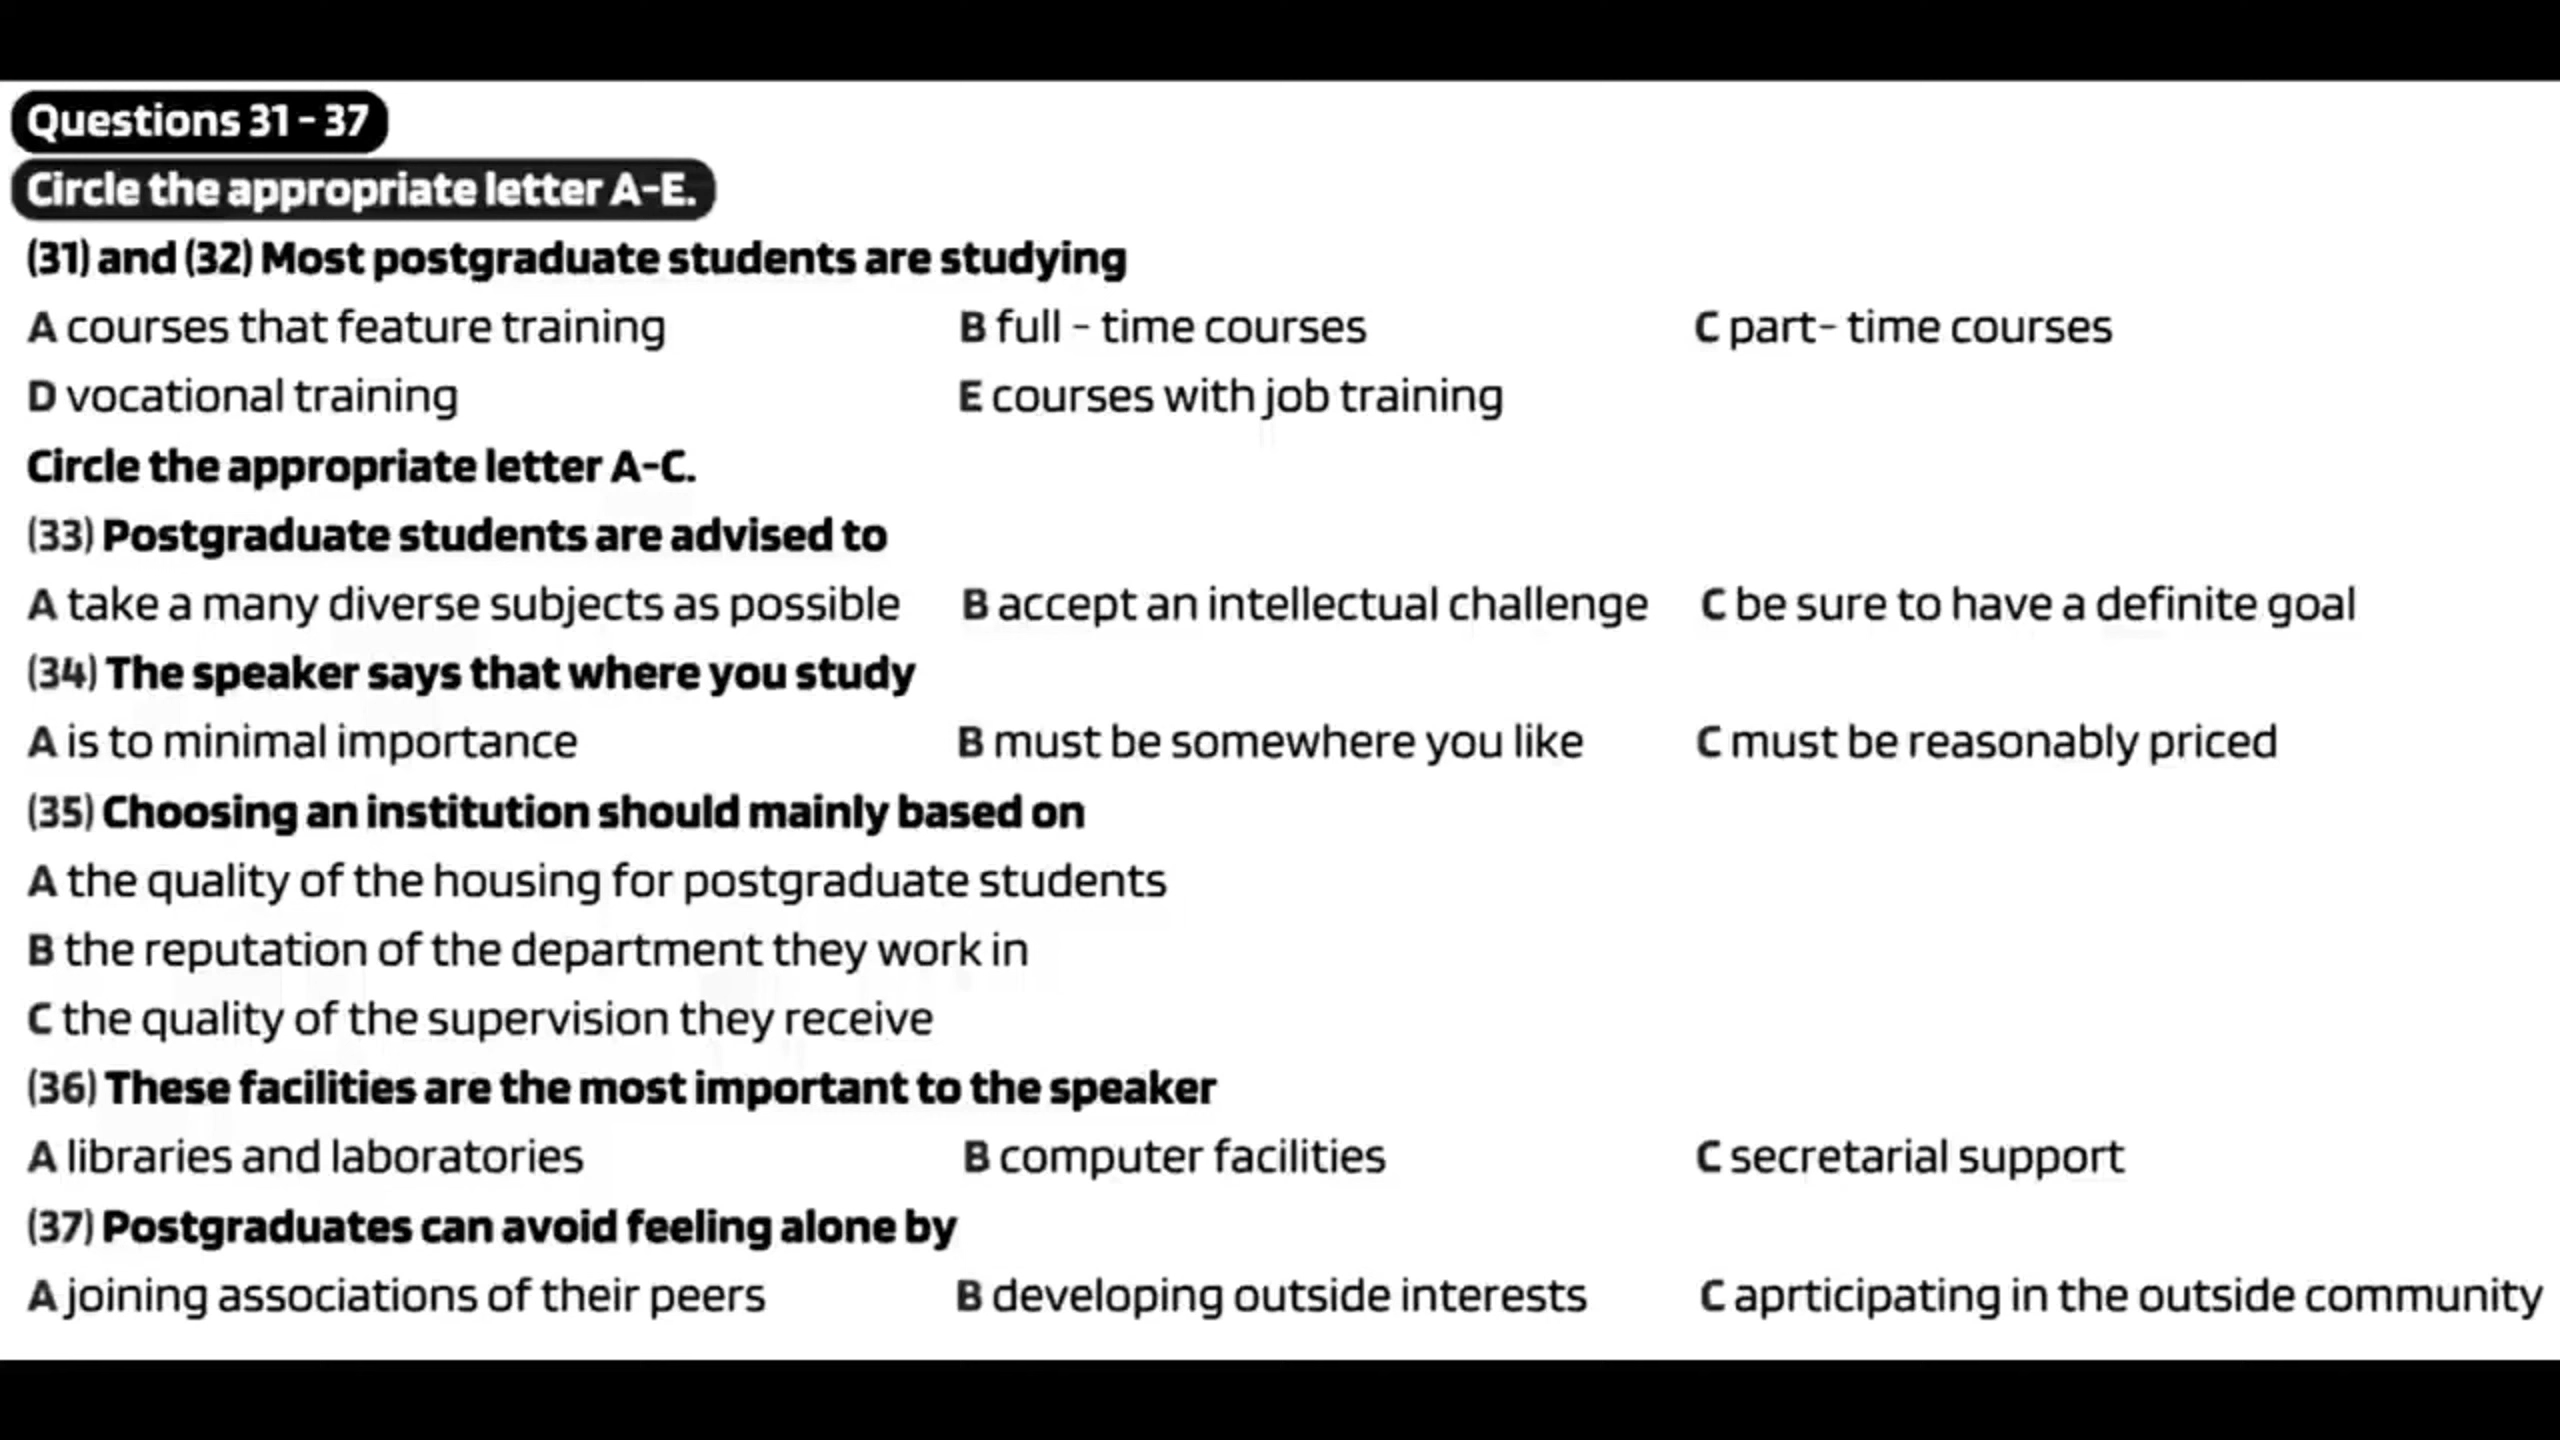 Questions 31 - 37
Circle the appropriate letter A-E.
(31) and (32) Most postgraduate students are studying
A courses that feature training B full - time courses C part- time courses
D vocational training E courses with job training
Circle the appropriate letter A-C.
(33) Postgraduate students are advised to
A take a many diverse subjects as possible B accept an intellectual challenge C be sure to have a definite goal
(34) The speaker says that where you study
A is to minimal importance B must be somewhere you like C must be reasonably priced
(35) Choosing an institution should mainly based on
A the quality of the housing for postgraduate students
B the reputation of the department they work in
C the quality of the supervision they receive
(36) These facilities are the most important to the speaker
A libraries and laboratories B computer facilities C secretarial support
(37) Postgraduates can avoid feeling alone by
A joining associations of their peers B developing outside interests C aprticipating in the outside community